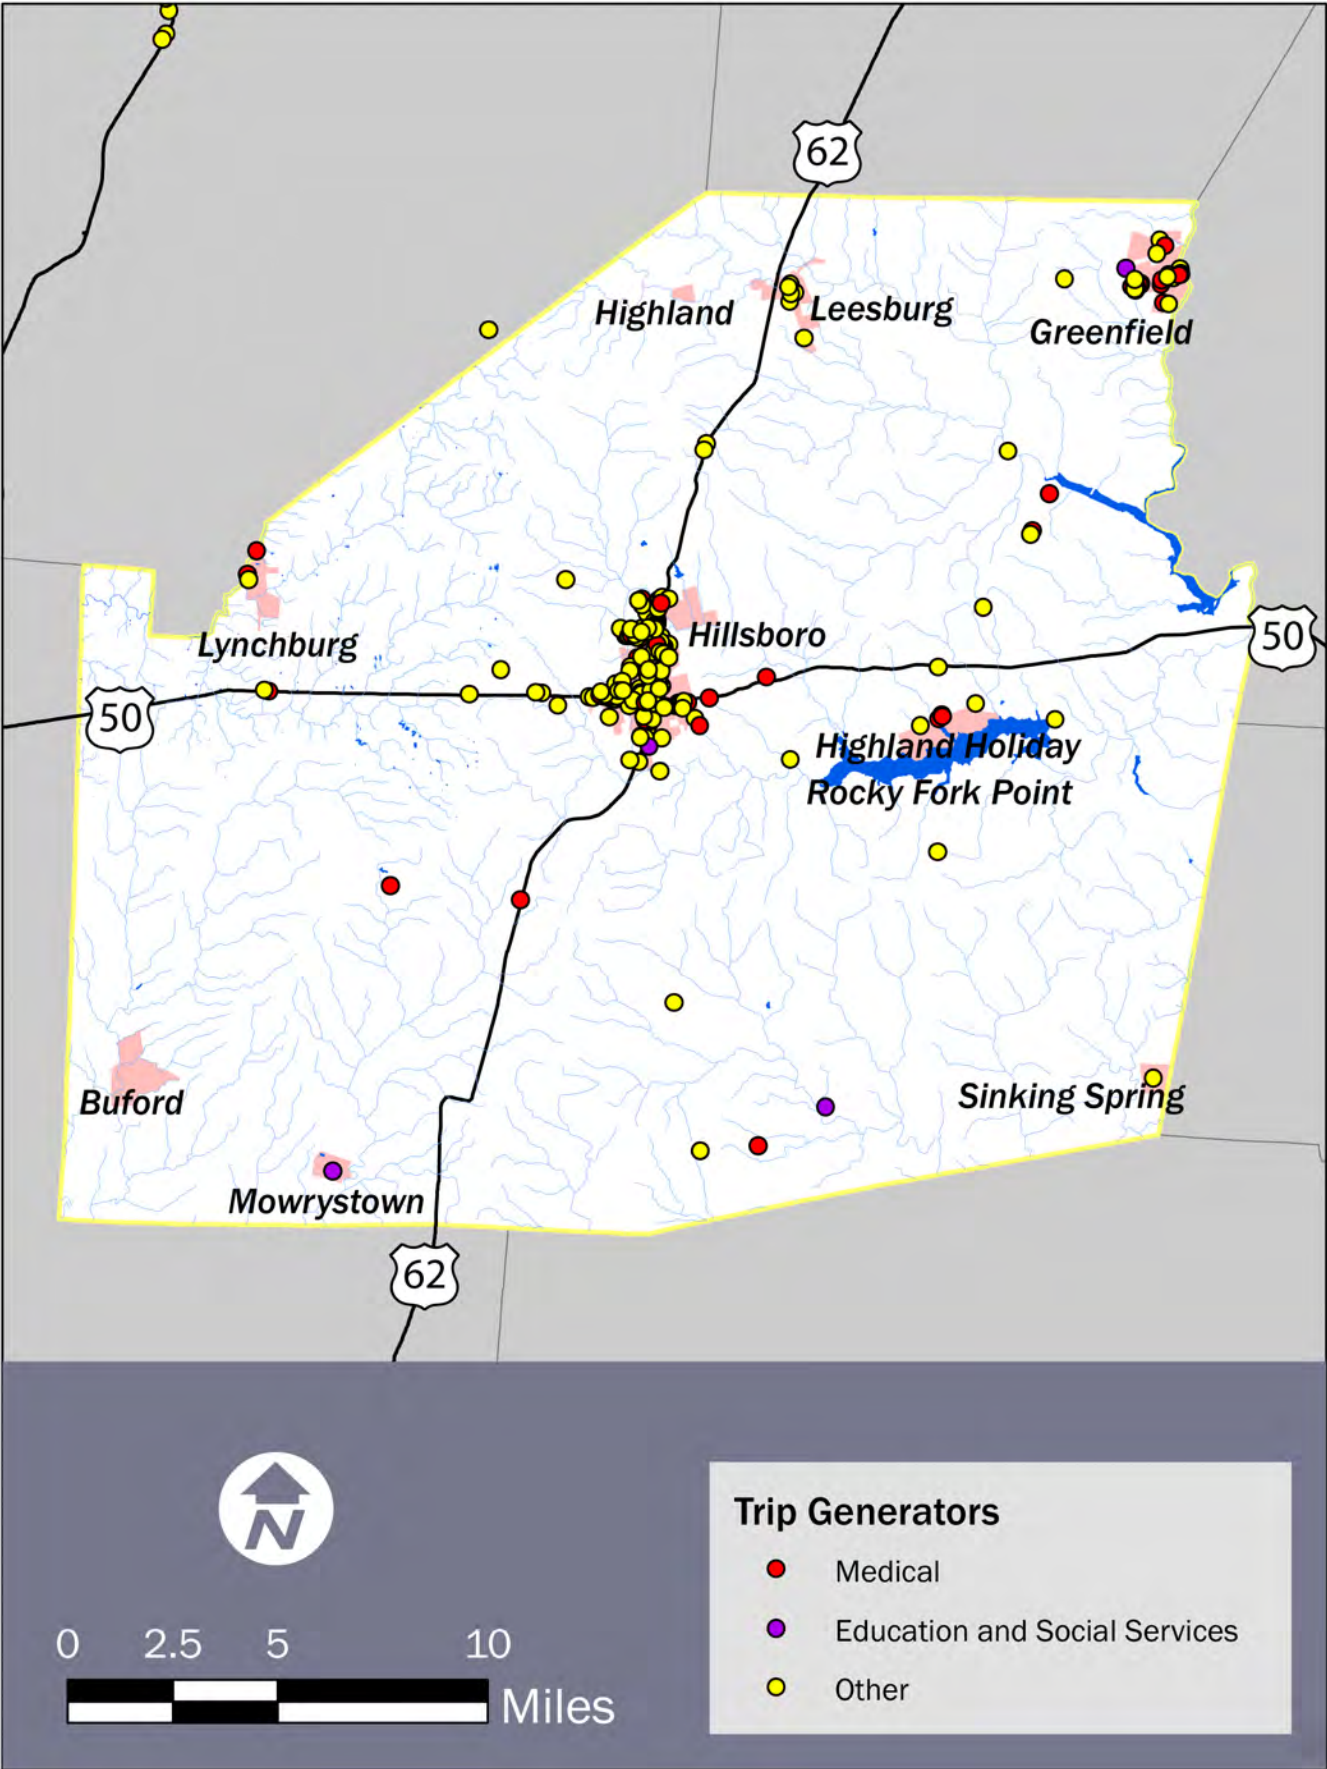 62
Highland
Leesburg
Greenfield
Lynchburg
Hillsboro
50
50
Highland Holiday
Rocky Fork Point
Buford
Sinking Spring
Mowrystown
62
N
0 2.5 5 10
Miles
Trip Generators
Medical
Education and Social Services
Other